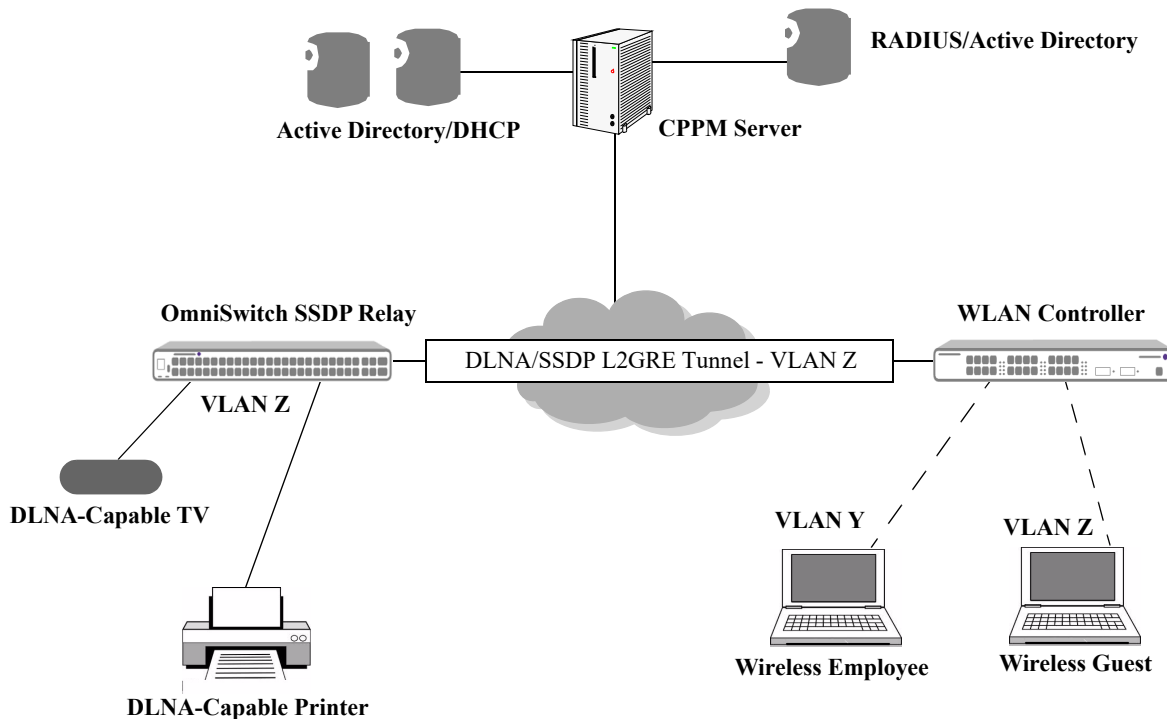 RADIUS/Active Directory
Active Directory/DHCP
CPPM Server
OmniSwitch SSDP Relay
WLAN Controller
DLNA/SSDP L2GRE Tunnel - VLAN Z
VLAN Z
DLNA-Capable TV
VLAN Y
VLAN Z
Wireless Employee
Wireless Guest
DLNA-Capable Printer